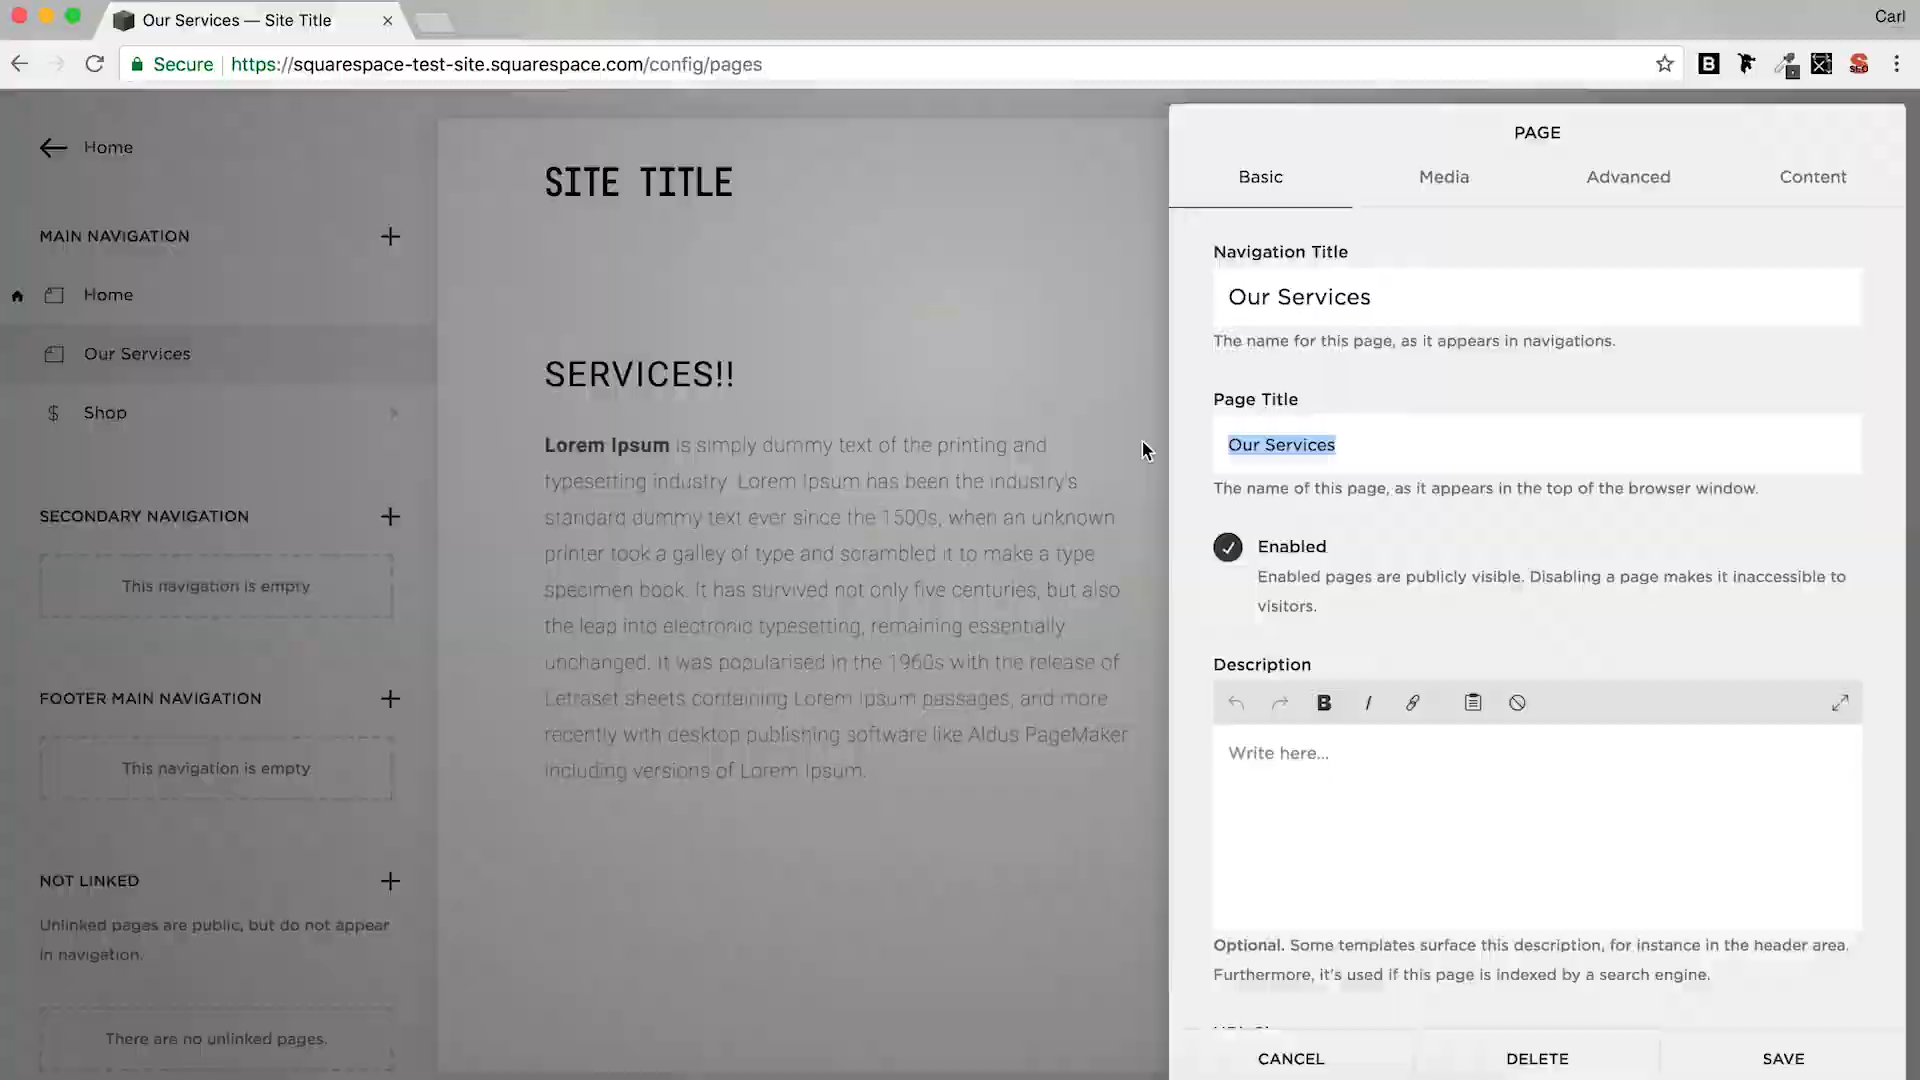 Our Services — Site Title
Carl
Secure
https://squarespace-test-site.squarespace.com/config/pages
Home
MAIN NAVIGATION
Home
Our Services
Shop
SECONDARY NAVIGATION
This navigation is empty
FOOTER MAIN NAVIGATION
This navigation is empty
NOT LINKED
Unlinked pages are public, but do not appear
in navigation.
There are no unlinked pages.
SITE TITLE
SERVICES!!
Lorem Ipsum is simply dummy text of the printing and
typesetting industry. Lorem Ipsum has been the industry's
standard dummy text ever since the 1500s, when an unknown
printer took a galley of type and scrambled it to make a type
specimen book. It has survived not only five centuries, but also
the leap into electronic typesetting, remaining essentially
unchanged. It was popularised in the 1960s with the release of
Letraset sheets containing Lorem Ipsum passages, and more
recently with desktop publishing software like Aldus PageMaker
including versions of Lorem Ipsum.
PAGE
Basic
Media
Advanced
Content
Navigation Title
Our Services
The name for this page, as it appears in navigations.
Page Title
Our Services
The name of this page, as it appears in the top of the browser window.
Enabled
Enabled pages are publicly visible. Disabling a page makes it inaccessible to
visitors.
Description
B I
Write here...
Optional. Some templates surface this description, for instance in the header area.
Furthermore, it's used if this page is indexed by a search engine.
CANCEL
DELETE
SAVE